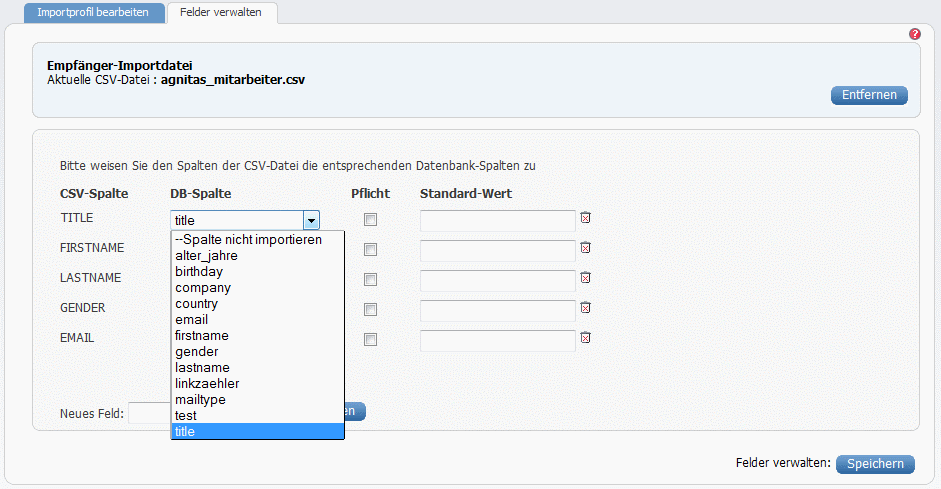 Importprofil bearbeiten
Felder verwalten
?
Empfänger-Importdatei
Aktuelle CSV-Datei : agnitas_mitarbeiter.csv
Entfernen
Bitte weisen Sie den Spalten der CSV-Datei die entsprechenden Datenbank-Spalten zu
CSV-Spalte DB-Spalte Pflicht Standard-Wert
TITLE title
--Spalte nicht importieren
alter_jahre
FIRSTNAME
birthday
LASTNAME
company
country
GENDER
email
firstname
EMAIL
gender
lastname
linkzaehler
mailtype
Neues Feld:
test
title
Felder verwalten: Speichern